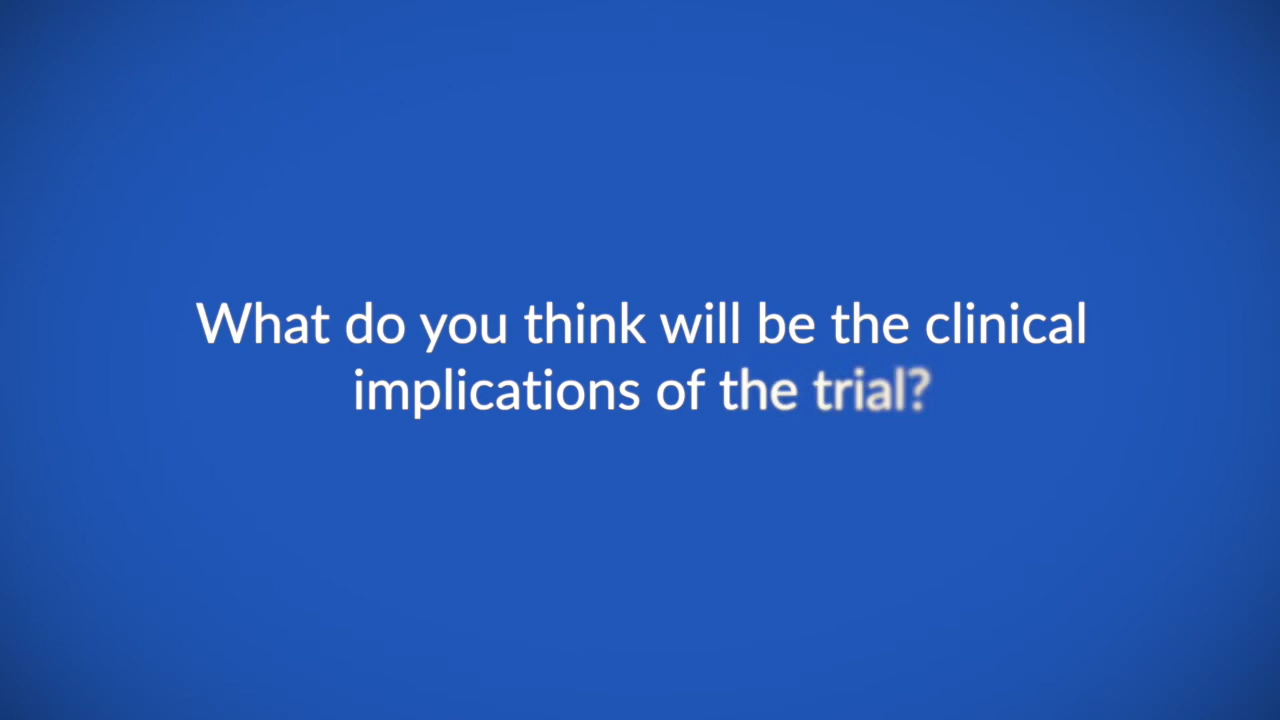 What do you think will be the clinical
implications of the trial?